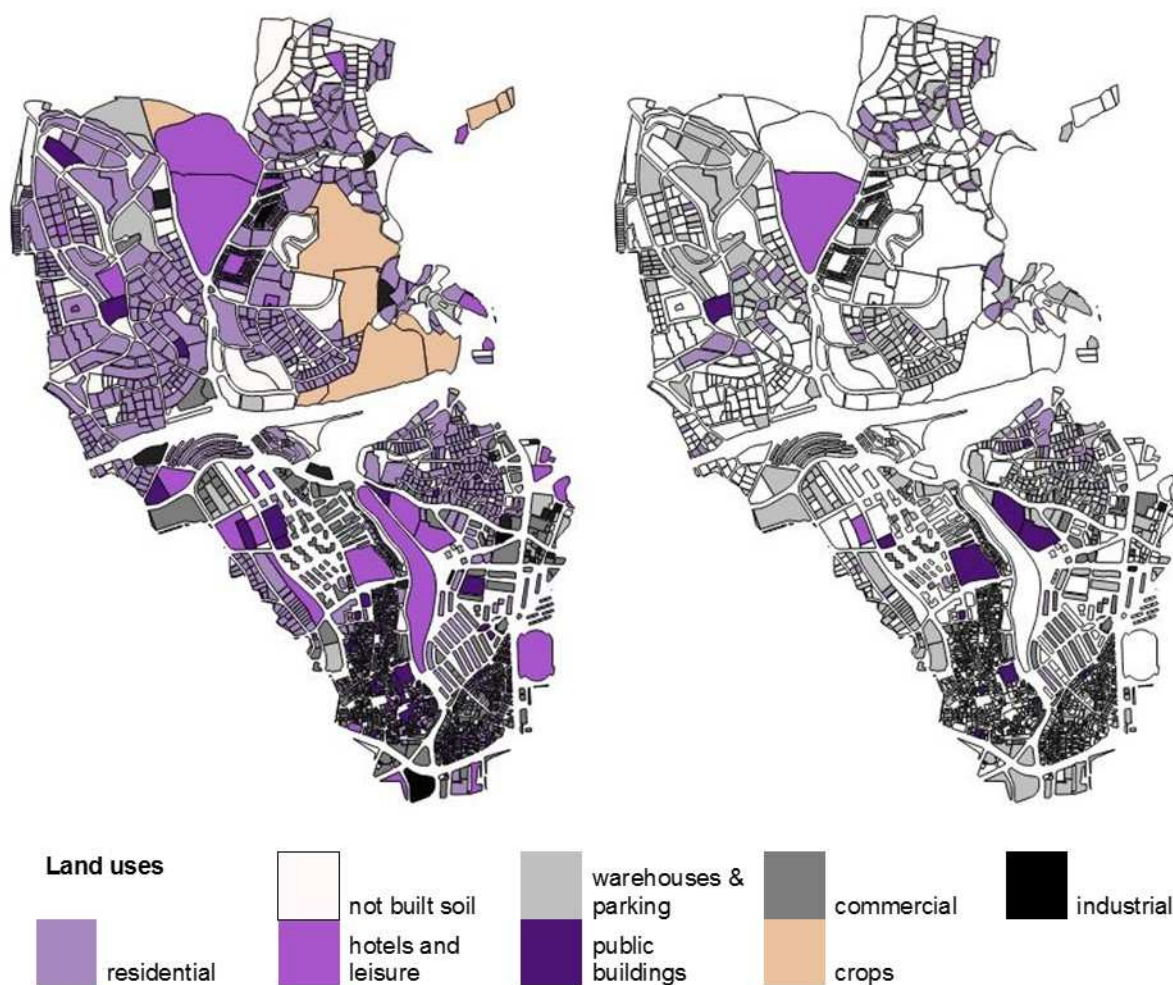 Land uses
not built soil
warehouses &
parking
commercial
industrial
residential
hotels and
leisure
public
buildings
crops